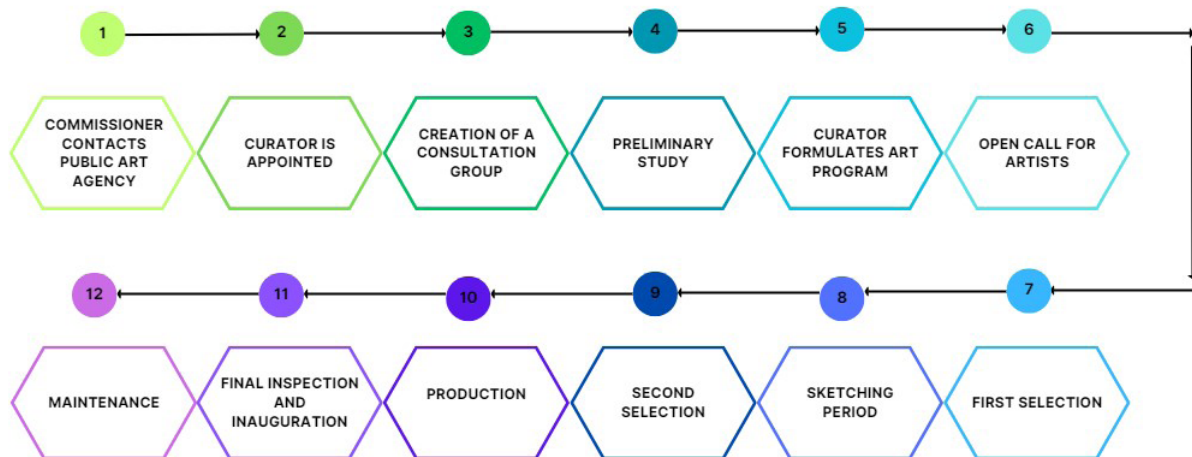 1
2
3
4
5
6
COMMISSIONER
CONTACTS
PUBLIC ART
AGENCY
CURATOR IS
APPOINTED
CREATION OF A
CONSULTATION
GROUP
PRELIMINARY
STUDY
CURATOR
FORMULATES ART
PROGRAM
OPEN CALL FOR
ARTISTS
12
11
10
9
8
7
MAINTENANCE
FINAL INSPECTION
AND
INAUGURATION
PRODUCTION
SECOND
SELECTION
SKETCHING
PERIOD
FIRST SELECTION